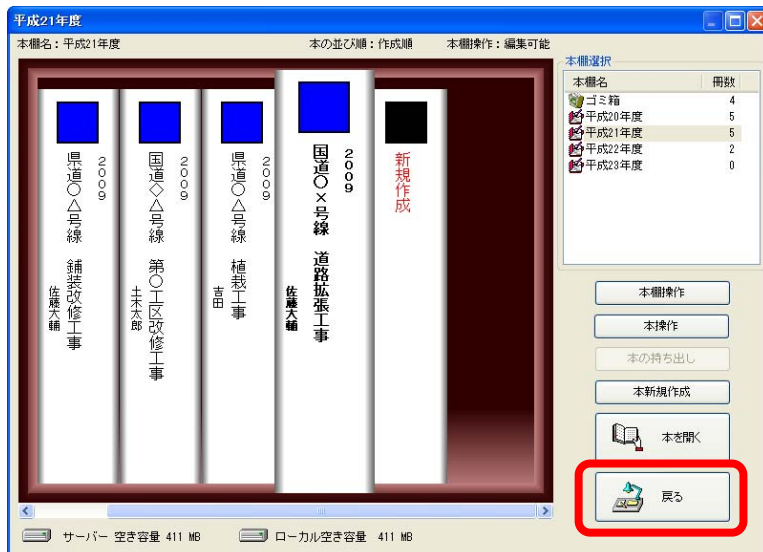 平成21年度
本棚名:平成21年度 本の並び順:作成順 本棚操作:編集可能
2009
県道○△号線 舗装改修工事
佐藤大輔
2009
国道◇△号線 第○工区改修工事
土木太郎
2009
県道○△号線 植栽工事
吉田
2009
国道○×号線 道路拡張工事
佐藤大輔
新規作成
本棚選択
本棚名 冊数
ゴミ箱 4
平成20年度 5
平成21年度 5
平成22年度 2
平成23年度 0
本棚操作
本操作
本の持ち出し
本新規作成
本を開く
戻る
サーバー 空き容量 411 MB ローカル空き容量 411 MB